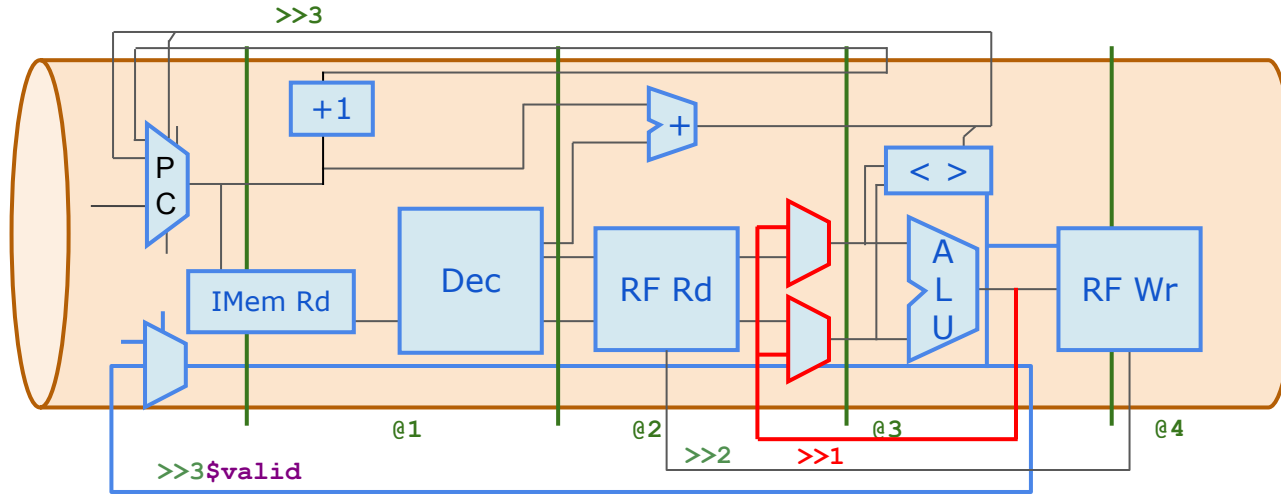 >>3
+1
+
P
C
< >
IMem Rd
Dec
RF Rd
A
L
U
RF Wr
@1
@2
@3
@4
>>3$valid
>>2
>>1